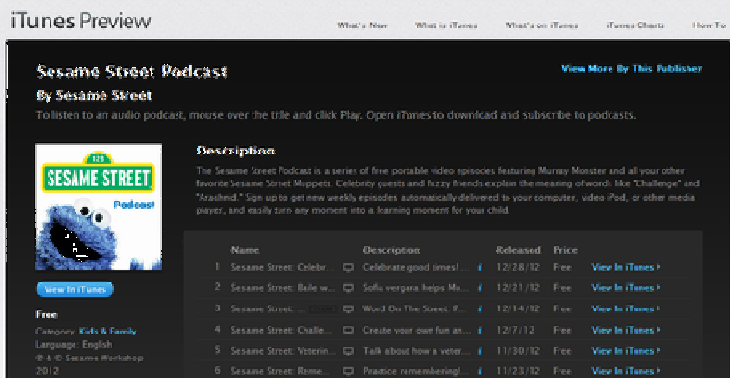 iTunes Preview
What's New What is iTunes What's on iTunes iTunes Charts How To
Sesame Street Podcast
View More By This Publisher
By Sesame Street
To listen to an audio podcast, mouse over the title and click Play. Open iTunes to download and subscribe to podcasts.
123
SESAME STREET
Podcast
Description
The Sesame Street Podcast is a series of free portable video episodes featuring Murray Monster and all your other
favorite Sesame Street Muppets. Celebrity guests and fuzzy friends explain the meaning of words like "Challenge" and
"Arachnid." Sign up to get new weekly episodes automatically delivered to your computer, video iPod, or other media
player, and easily turn any moment into a learning moment for your child.
Name Description Released Price
1 Sesame Street: Celebr... Celebrate good times!... 12/28/12 Free View In iTunes
2 Sesame Street: Baile w... Sofia vergara helps Mu... 12/21/12 Free View In iTunes
3 Sesame Street: ... Word On The Street: F... 12/14/12 Free View In iTunes
4 Sesame Street: Challe... Create your own fun an... 12/7/12 Free View In iTunes
5 Sesame Street: Veterin... Talk about how a veter... 11/30/12 Free View In iTunes
6 Sesame Street: Reme... Practice remembering!... 11/23/12 Free View In iTunes
View In iTunes
Free
Category: Kids & Family
Language: English
℗ & © Sesame Workshop
2012